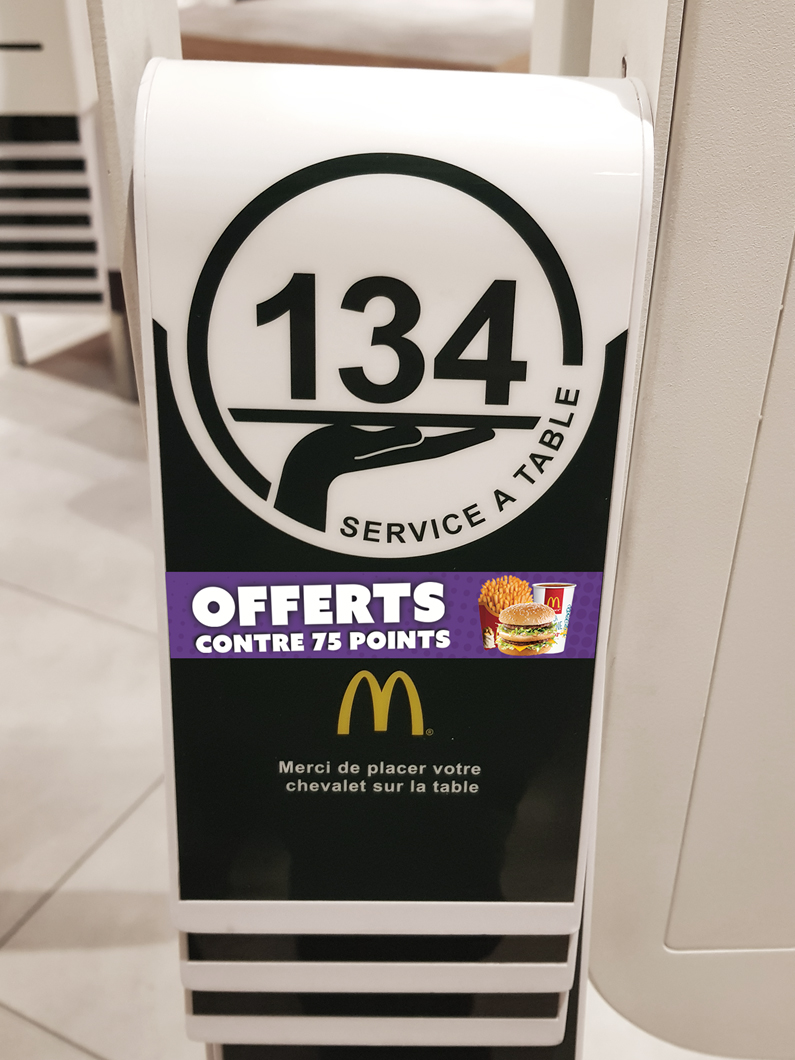 134
SERVICE A TABLE
OFFERTS
CONTRE 75 POINTS
M
Merci de placer votre
chevalet sur la table